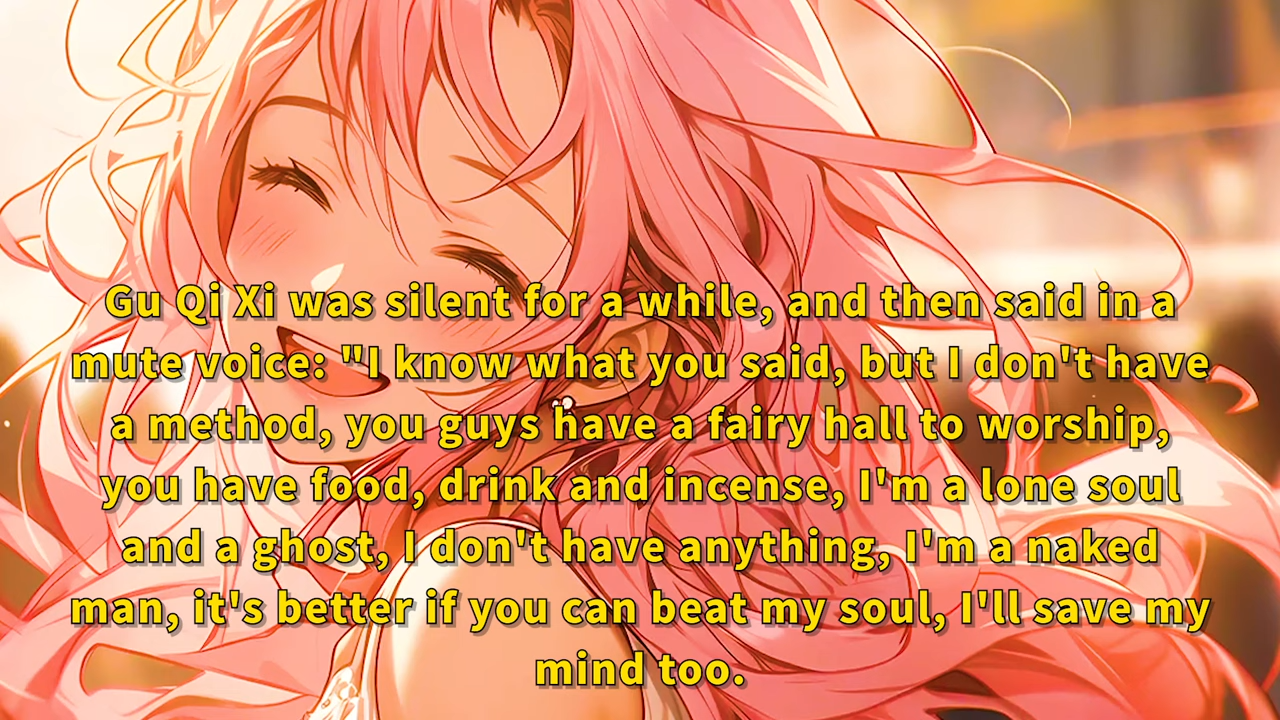 Gu Qi Xi was silent for a while, and then said in a
mute voice: "I know what you said, but I don't have
a method, you guys have a fairy hall to worship,
you have food, drink and incense, I'm a lone soul
and a ghost, I don't have anything, I'm a naked
man, it's better if you can beat my soul, I'll save my
mind too.